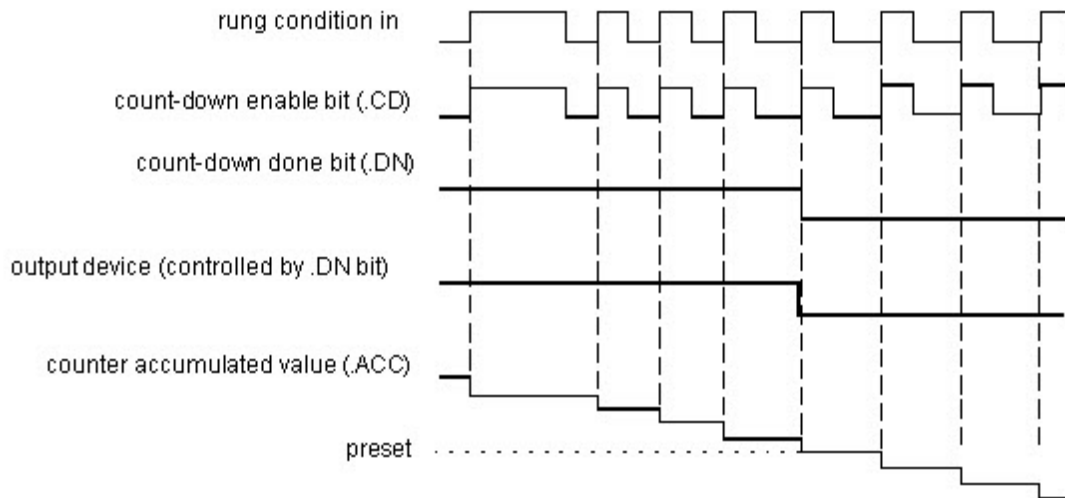 rung condition in
count-down enable bit (.CD)
count-down done bit (.DN)
output device (controlled by .DN bit)
counter accumulated value (.ACC)
preset